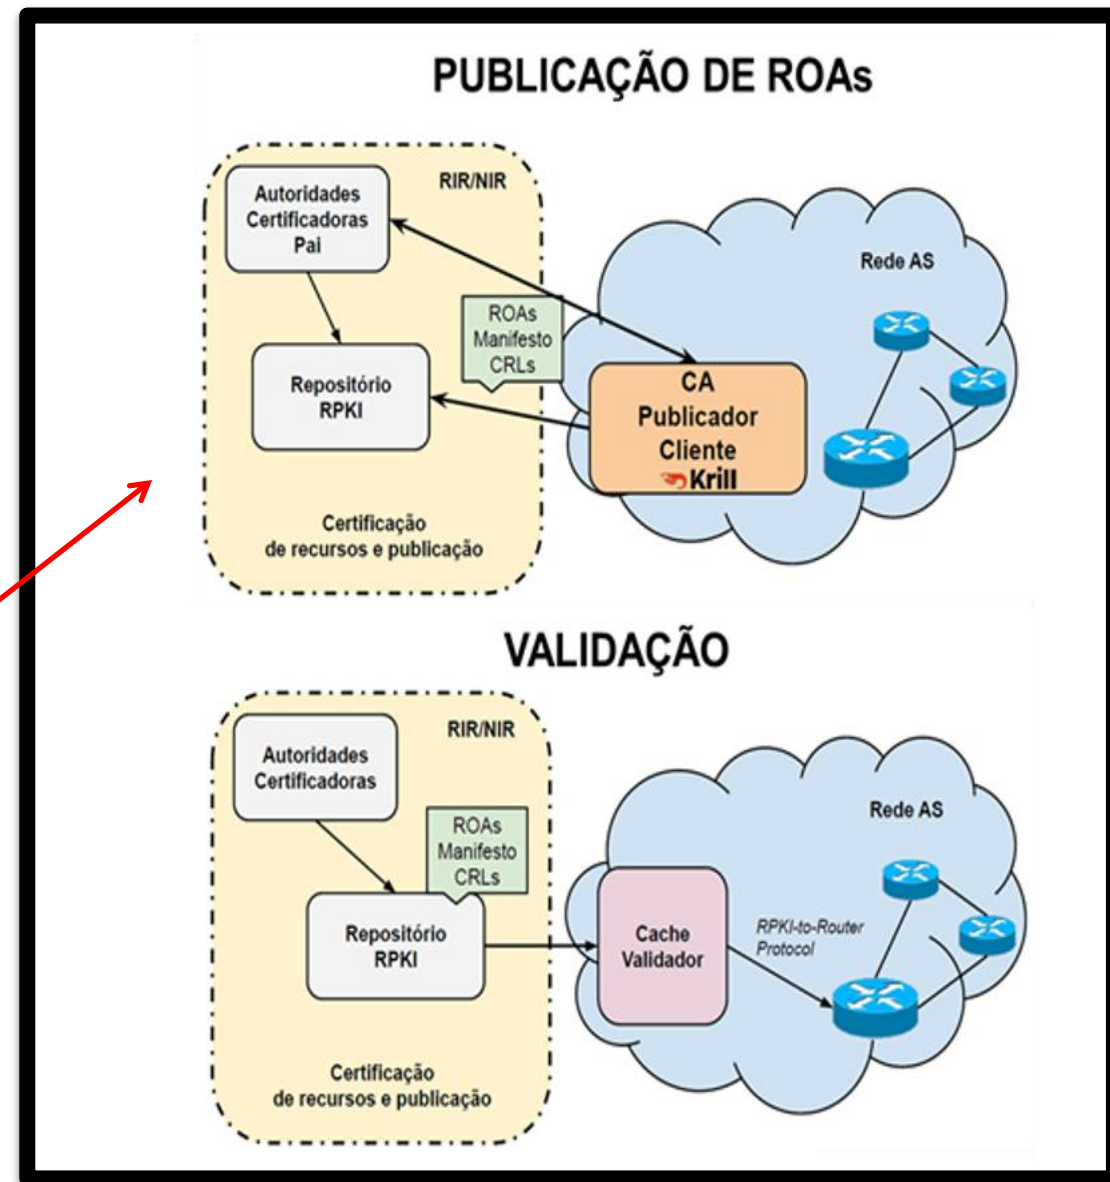 PUBLICAÇÃO DE ROAs
RIR/NIR
Autoridades
Certificadoras
Pai
Rede AS
ROAs
Manifesto
CRLs
Repositório
RPKI
CA
Publicador
Cliente
Krill
Certificação
de recursos e publicação
VALIDAÇÃO
RIR/NIR
Autoridades
Certificadoras
Rede AS
ROAs
Manifesto
CRLs
Repositório
RPKI
Cache
Validador
RPKI-to-Router
Protocol
Certificação
de recursos e publicação